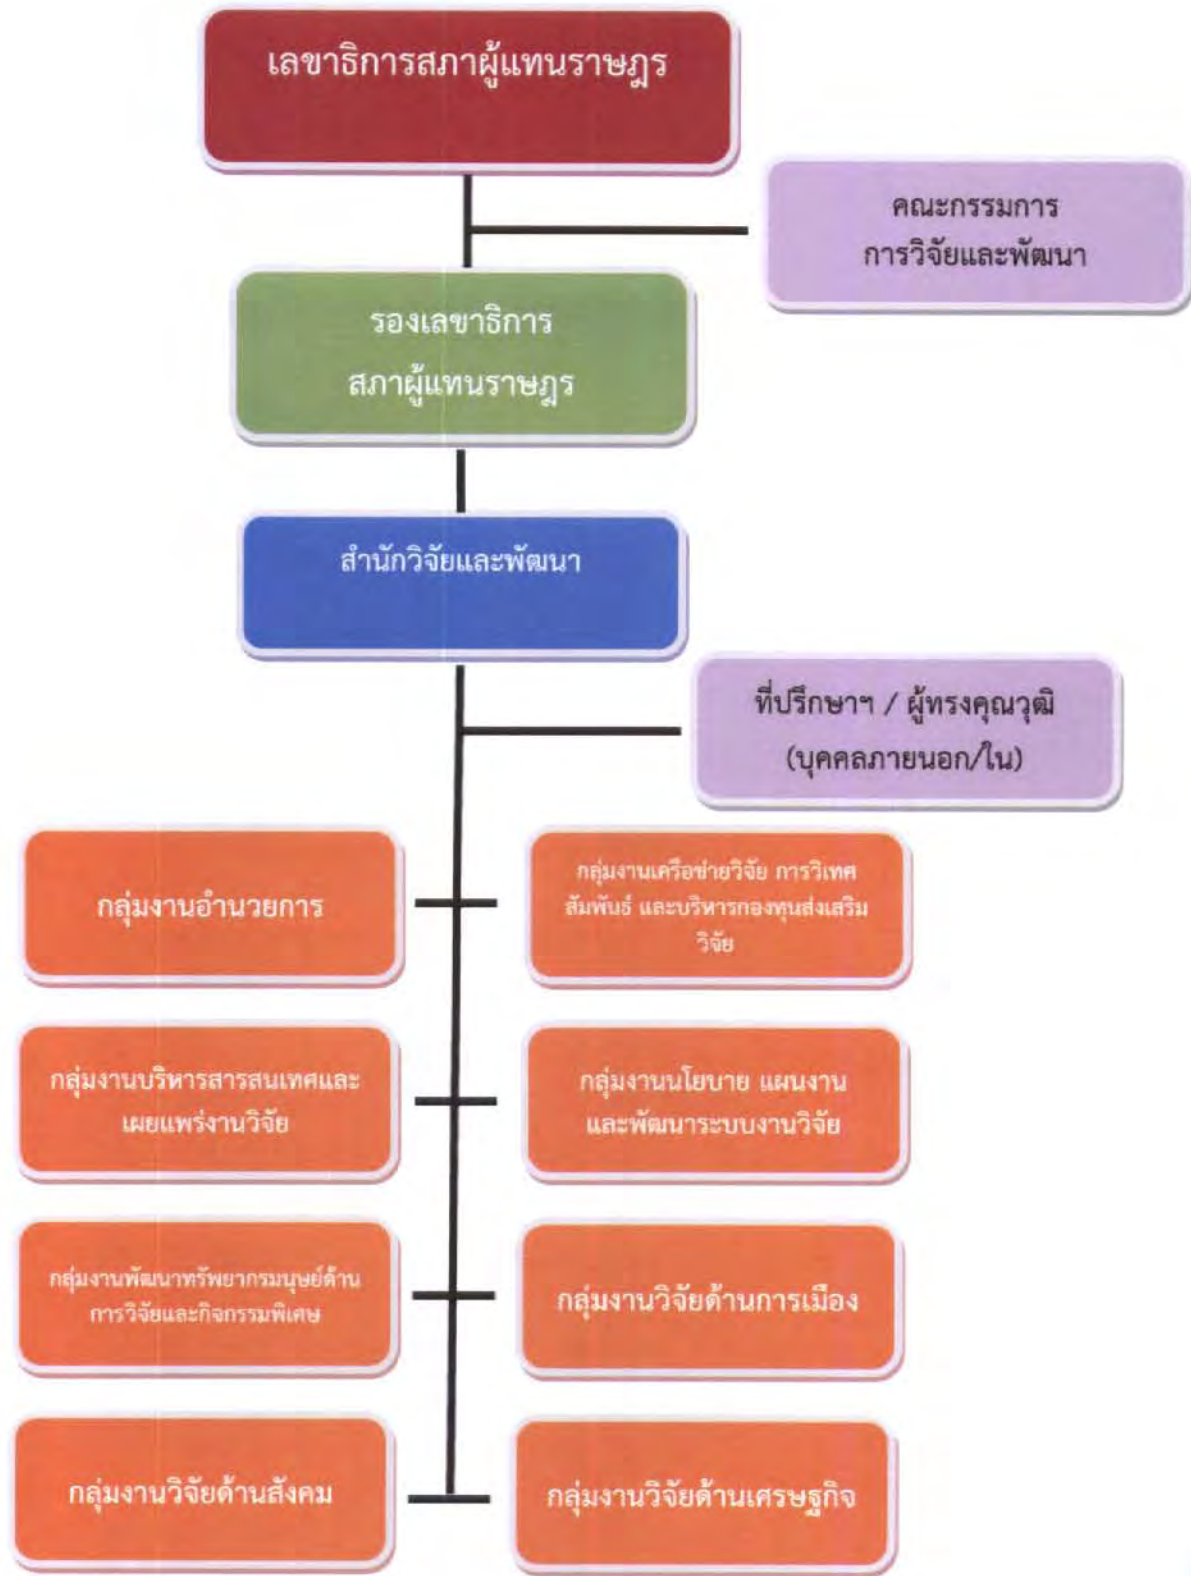 เลขาธิการสภาผู้แทนราษฎร
คณะกรรมการ
การวิจัยและพัฒนา
รองเลขาธิการ
สภาผู้แทนราษฎร
สำนักวิจัยและพัฒนา
ที่ปรึกษาฯ / ผู้ทรงคุณวุฒิ
(บุคคลภายนอก/ใน)
กลุ่มงานอำนวยการ
กลุ่มงานเครือข่ายวิจัย การวิเทศ
สัมพันธ์ และบริหารกองทุนส่งเสริม
วิจัย
กลุ่มงานบริหารสารสนเทศและ
เผยแพร่งานวิจัย
กลุ่มงานนโยบาย แผนงาน
และพัฒนาระบบงานวิจัย
กลุ่มงานพัฒนาทรัพยากรมนุษย์ด้าน
การวิจัยและกิจกรรมพิเศษ
กลุ่มงานวิจัยด้านการเมือง
กลุ่มงานวิจัยด้านสังคม
กลุ่มงานวิจัยด้านเศรษฐกิจ